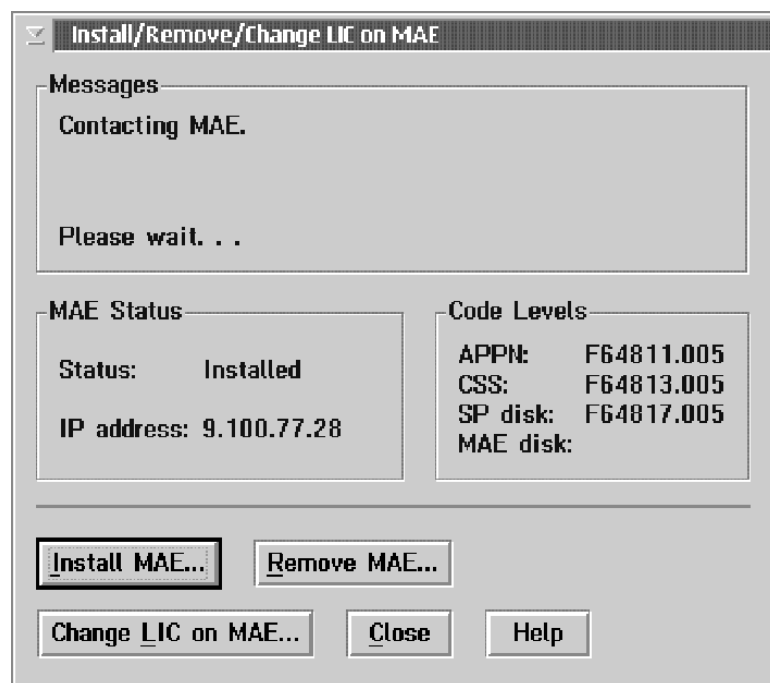 Install/Remove/Change LIC on MAE
Messages
Contacting MAE.
Please wait. . .
MAE Status
Status: Installed
IP address: 9.100.77.28
Code Levels
APPN: F64811.005
CSS: F64813.005
SP disk: F64817.005
MAE disk:
Install MAE...
Remove MAE...
Change LIC on MAE...
Close
Help